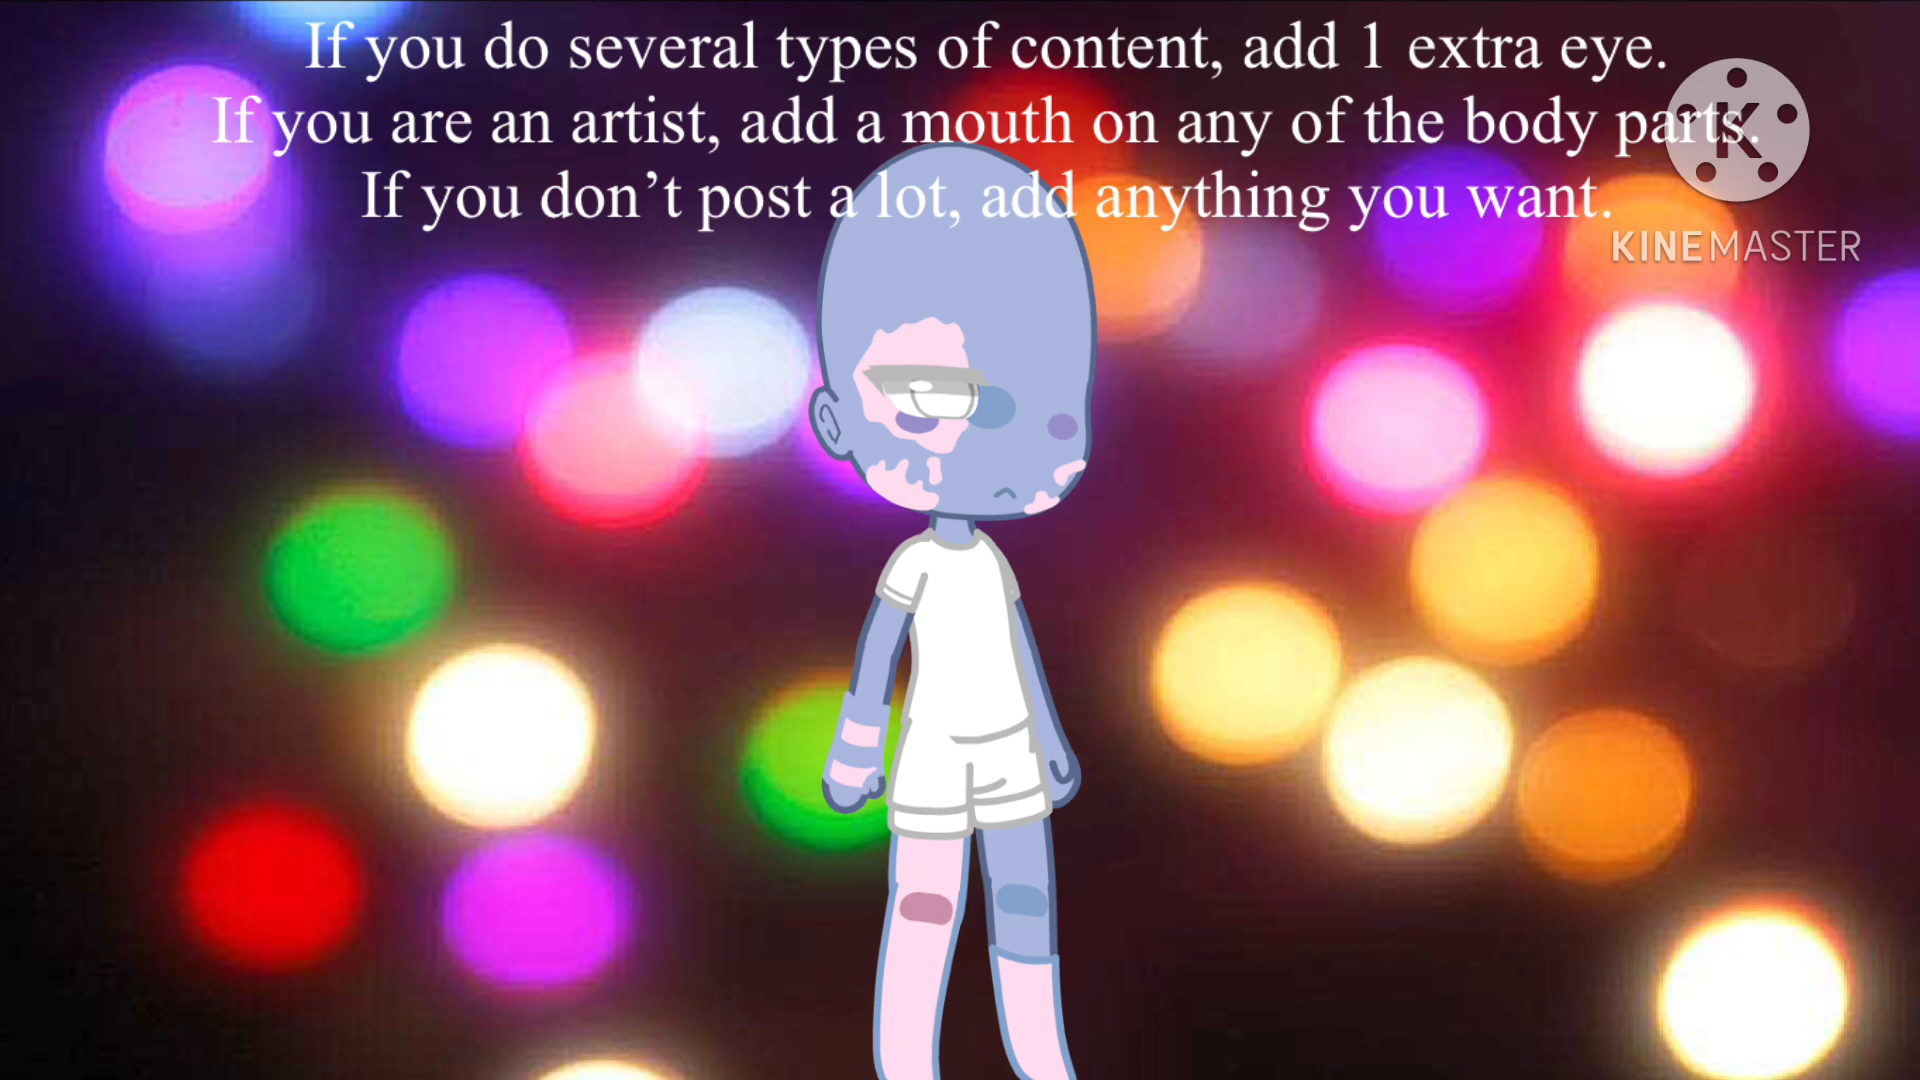 If you do several types of content, add 1 extra eye.
If you are an artist, add a mouth on any of the body parts.
If you don’t post a lot, add anything you want.
K
KINEMASTER